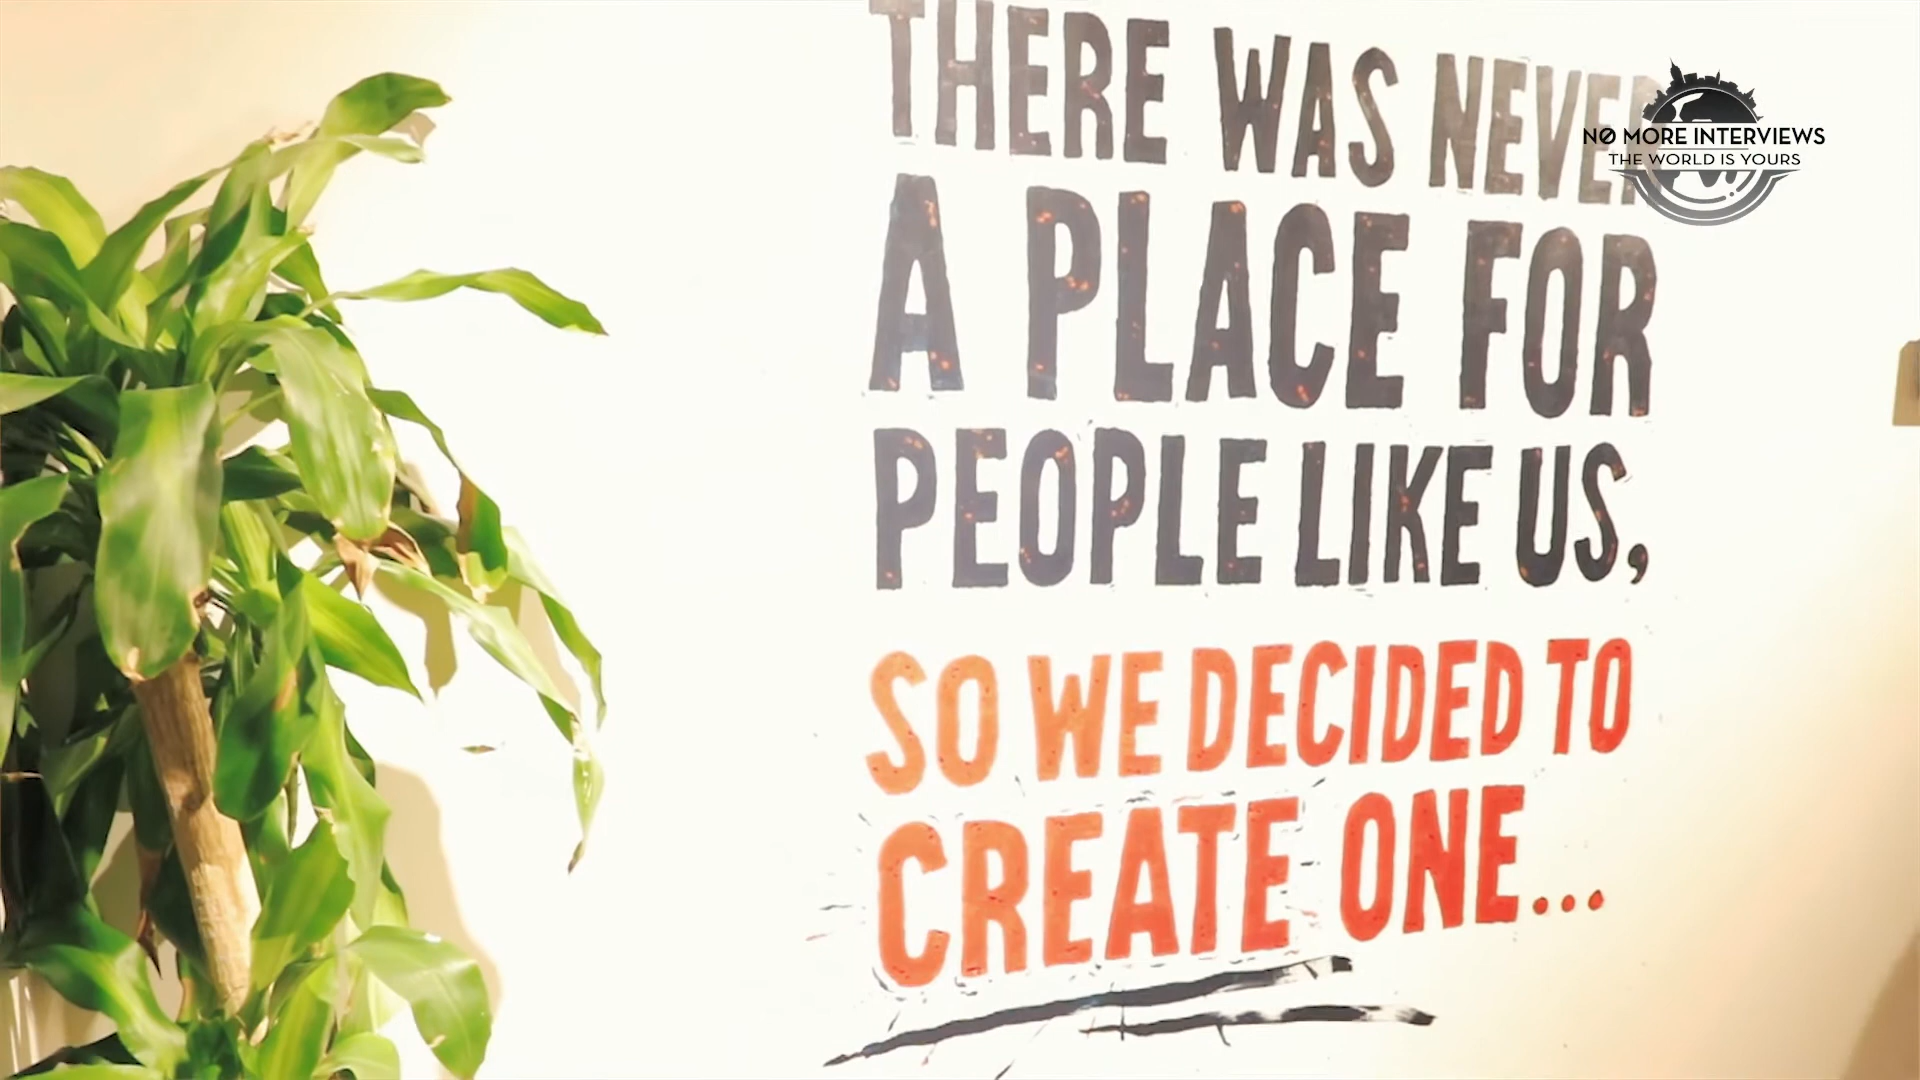 THERE WAS NEVER
A PLACE FOR
PEOPLE LIKE US,
SO WE DECIDED TO
CREATE ONE...
NØ MORE INTERVIEWS
THE WORLD IS YOURS